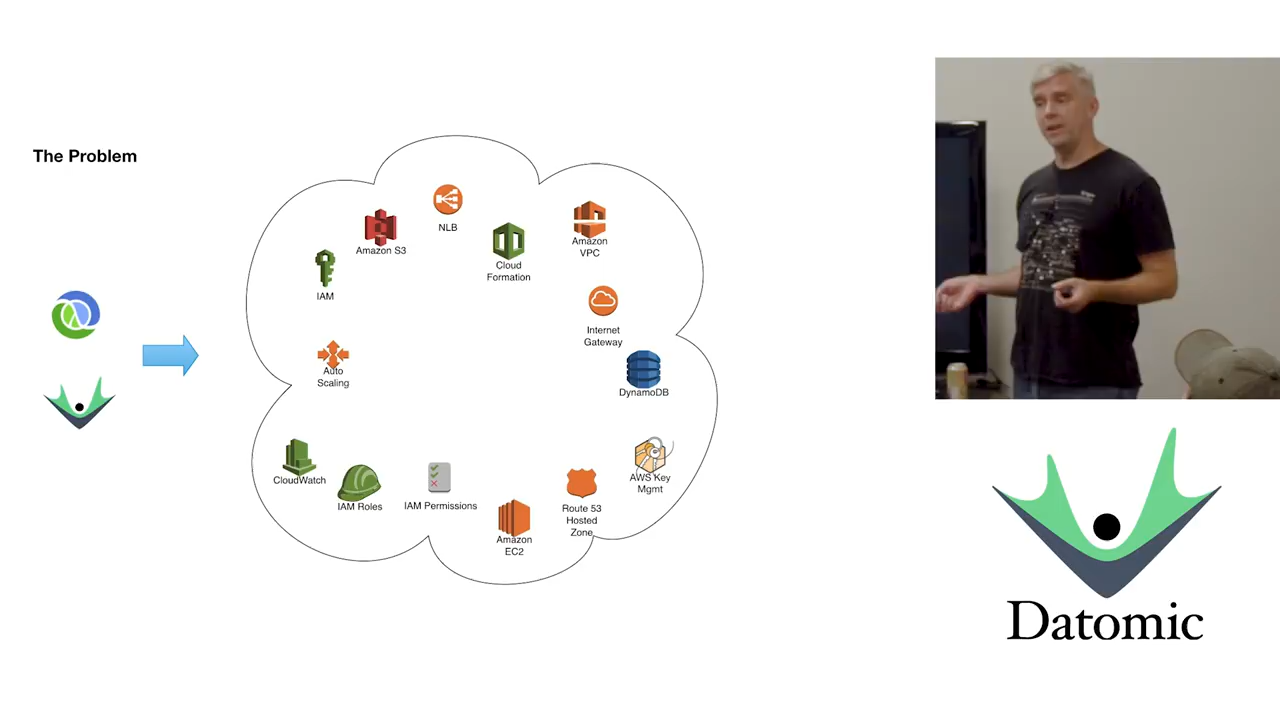 The Problem
NLB
Amazon S3
Amazon
VPC
Cloud
Formation
IAM
Internet
Gateway
Auto
Scaling
DynamoDB
CloudWatch
AWS Key
Mgmt
IAM Roles
IAM Permissions
Route 53
Hosted
Zone
Amazon
EC2
Datomic